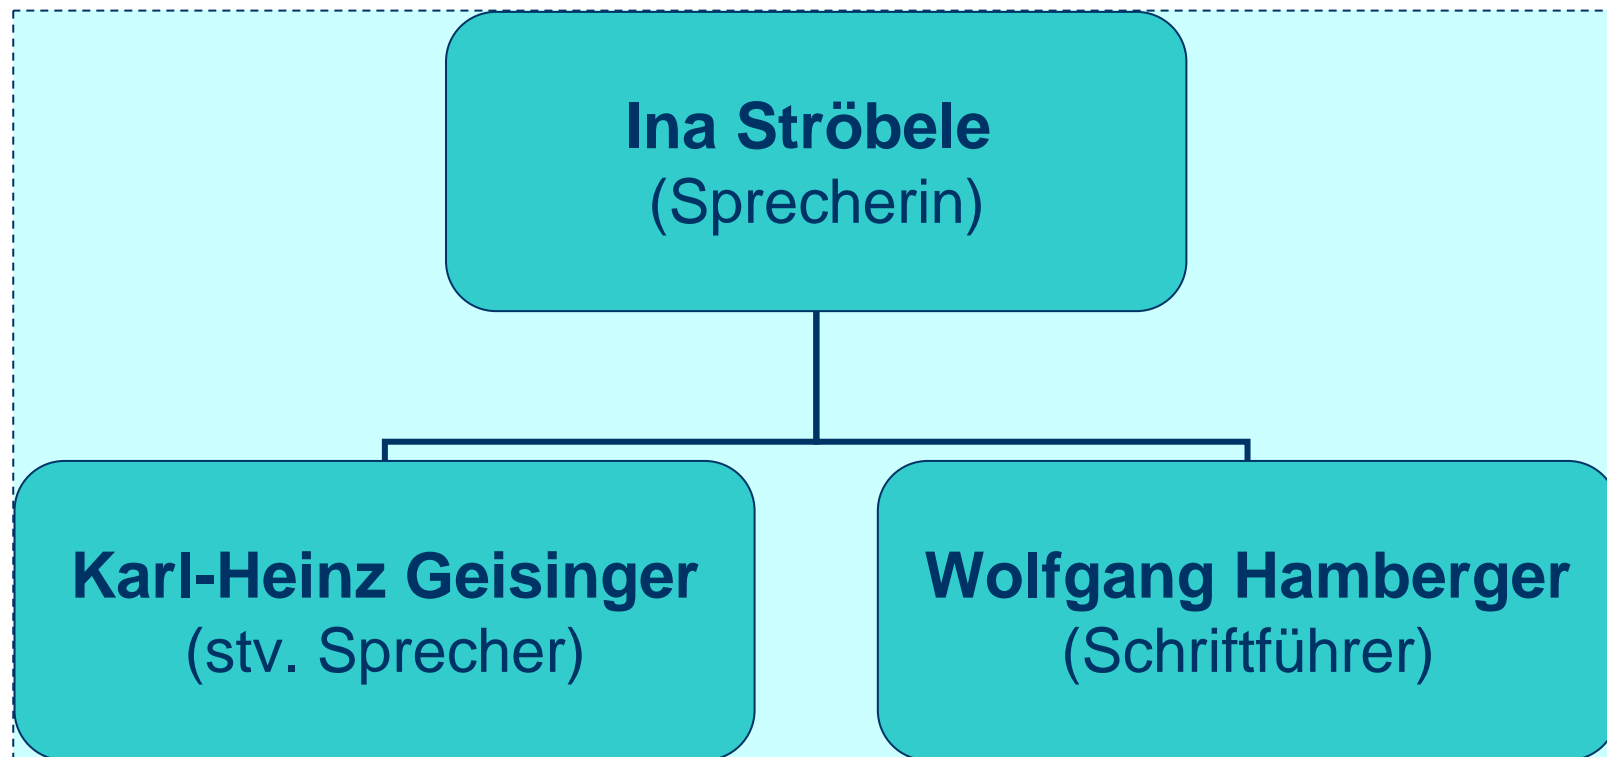 Ina Ströbele
(Sprecherin)
Karl-Heinz Geisinger
(stv. Sprecher)
Wolfgang Hamberger
(Schriftführer)